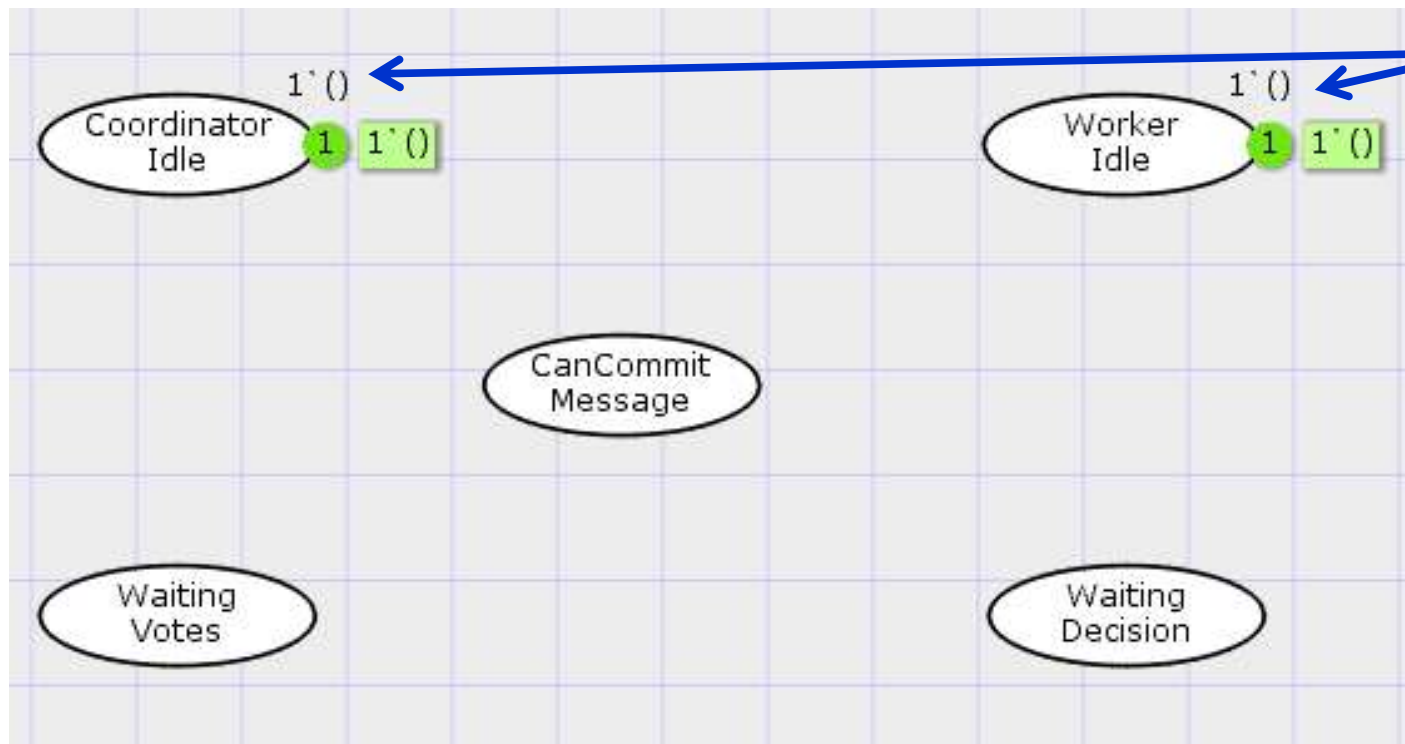 1`()
Coordinator
Idle
1
1`()
1`()
Worker
Idle
1
1`()
CanCommit
Message
Waiting
Votes
Waiting
Decision